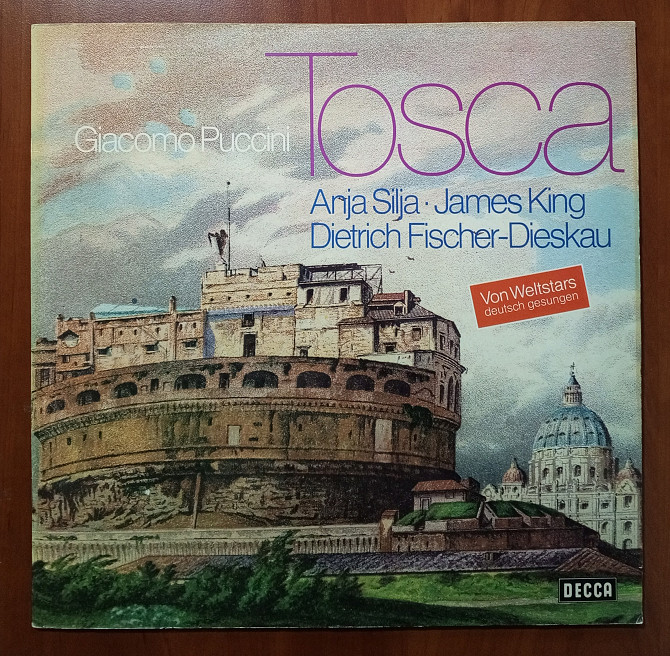 Tosca
Giacomo Puccini
Anja Silja · James King
Dietrich Fischer-Dieskau
Von Weltstars
deutsch gesungen
DECCA